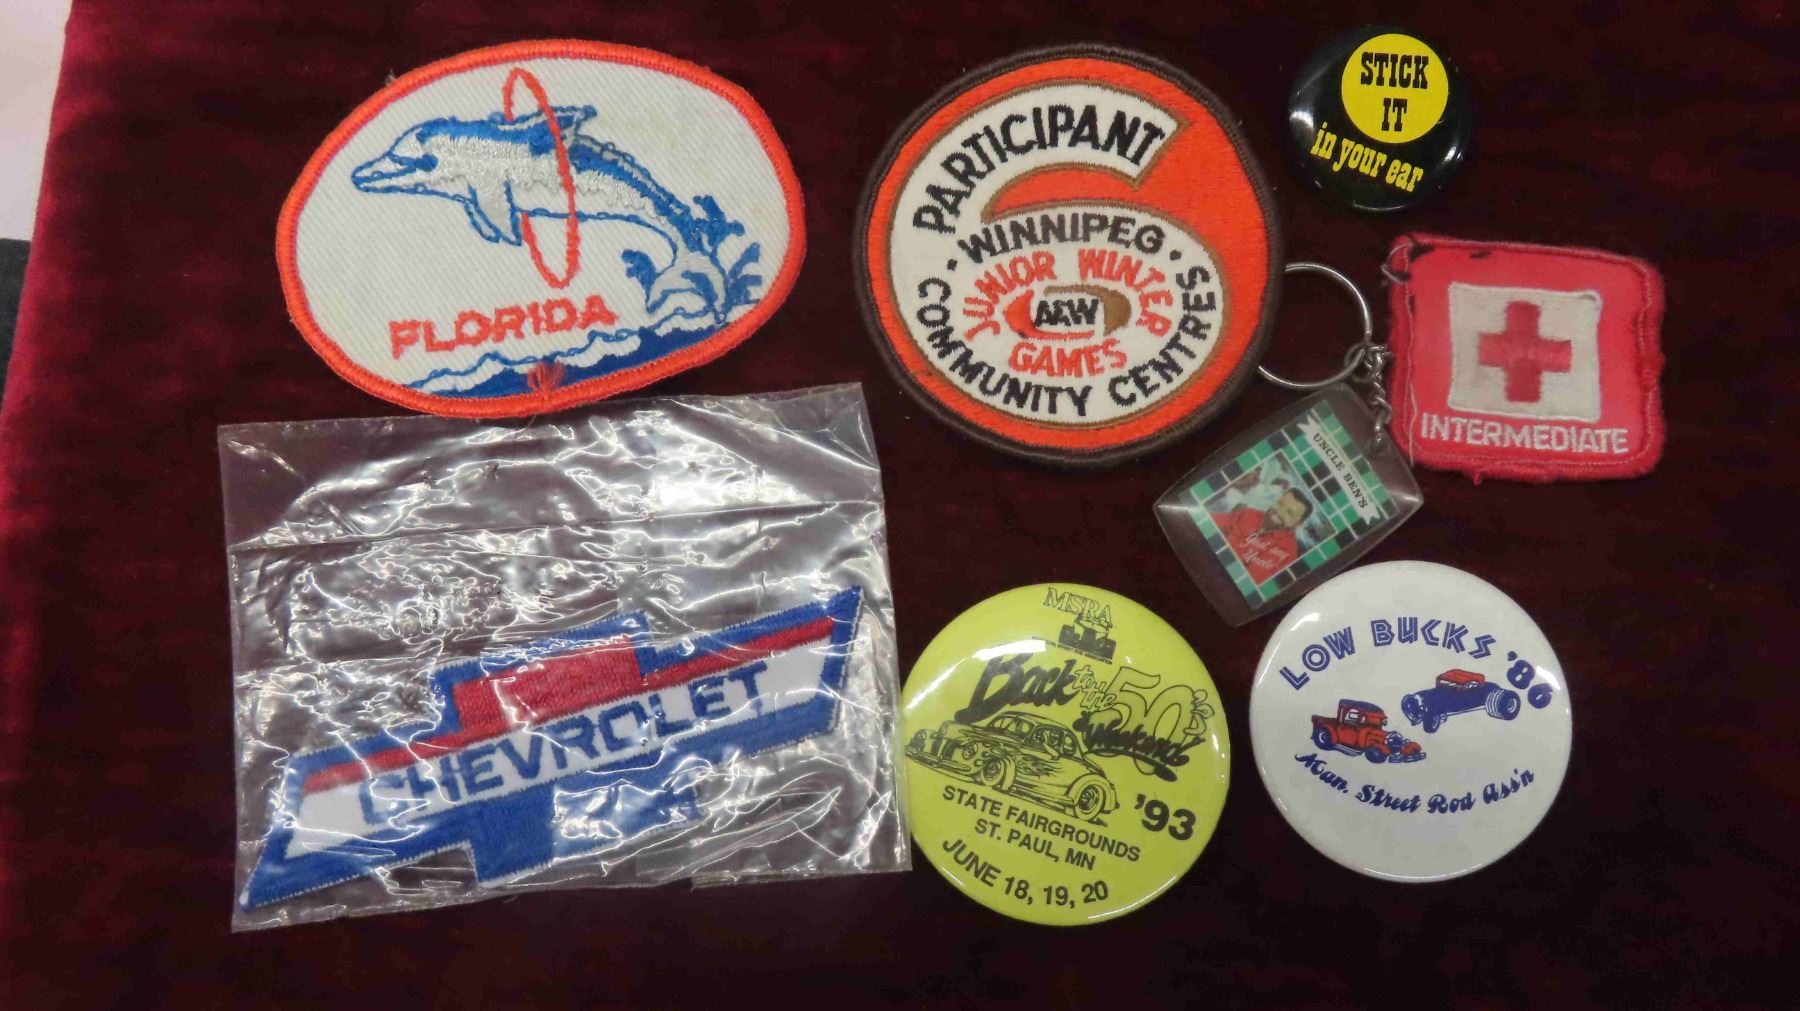 FLORIDA
PARTICIPANT
• WINNIPEG •
JUNIOR WINTER
A&W
GAMES
COMMUNITY CENTRES
STICK
IT
in your ear
INTERMEDIATE
UNCLE BEN'S
CHEVROLET
MSRA
Back to the 50's
Weekend
'93
STATE FAIRGROUNDS
ST. PAUL, MN
JUNE 18, 19, 20
LOW BUCKS '86
Man. Street Rod Ass'n